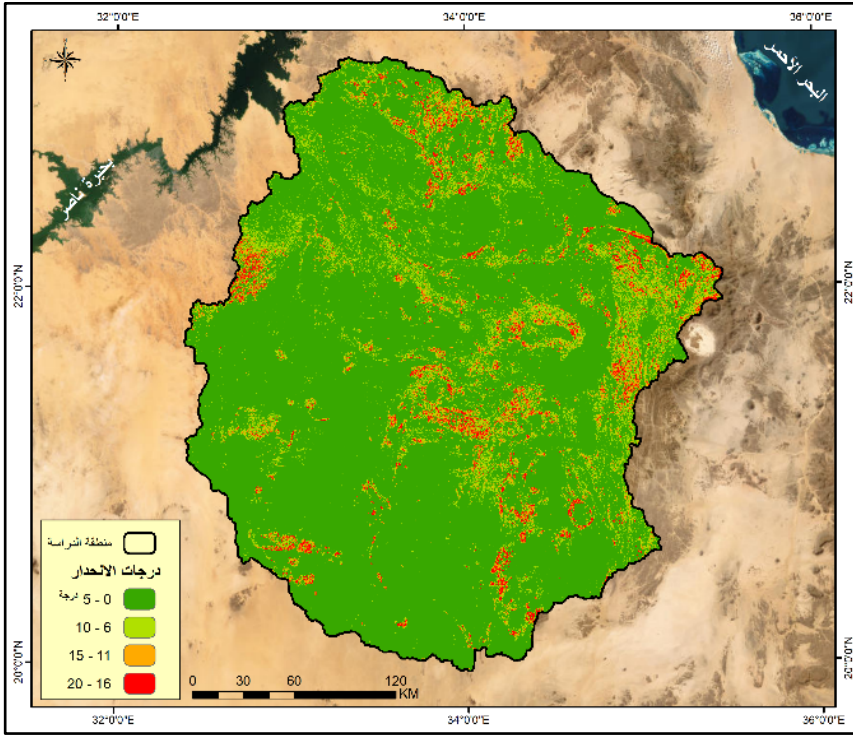 32°0'0"E 34°0'0"E 36°0'0"E
البحر الأحمر
بحيرة ناصر
22°0'0"N 22°0'0"N
منطقة الدراسة
درجات الانحدار
0 - 5 درجة
6 - 10
11 - 15
16 - 20
0 30 60 120
KM
20°0'0"N 20°0'0"N
32°0'0"E 34°0'0"E 36°0'0"E